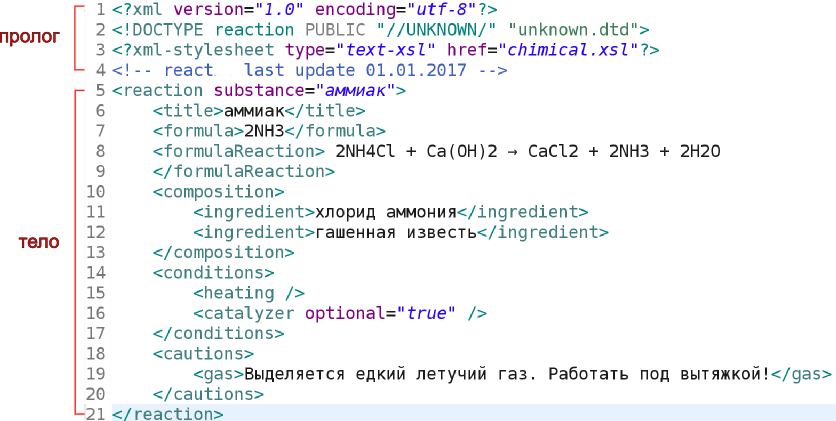 пролог
тело
1 <?xml version="1.0" encoding="utf-8"?>
2 <!DOCTYPE reaction PUBLIC "//UNKNOWN/" "unknown.dtd">
3 <?xml-stylesheet type="text-xsl" href="chimical.xsl"?>
4 <!-- react last update 01.01.2017 -->
5 <reaction substance="аммиак">
6 <title>аммиак</title>
7 <formula>2NH3</formula>
8 <formulaReaction> 2NH4Cl + Ca(OH)2 → CaCl2 + 2NH3 + 2H2O
9 </formulaReaction>
10 <composition>
11 <ingredient>хлорид аммония</ingredient>
12 <ingredient>гашенная известь</ingredient>
13 </composition>
14 <conditions>
15 <heating />
16 <catalyzer optional="true" />
17 </conditions>
18 <cautions>
19 <gas>Выделяется едкий летучий газ. Работать под вытяжкой!</gas>
20 </cautions>
21 </reaction>